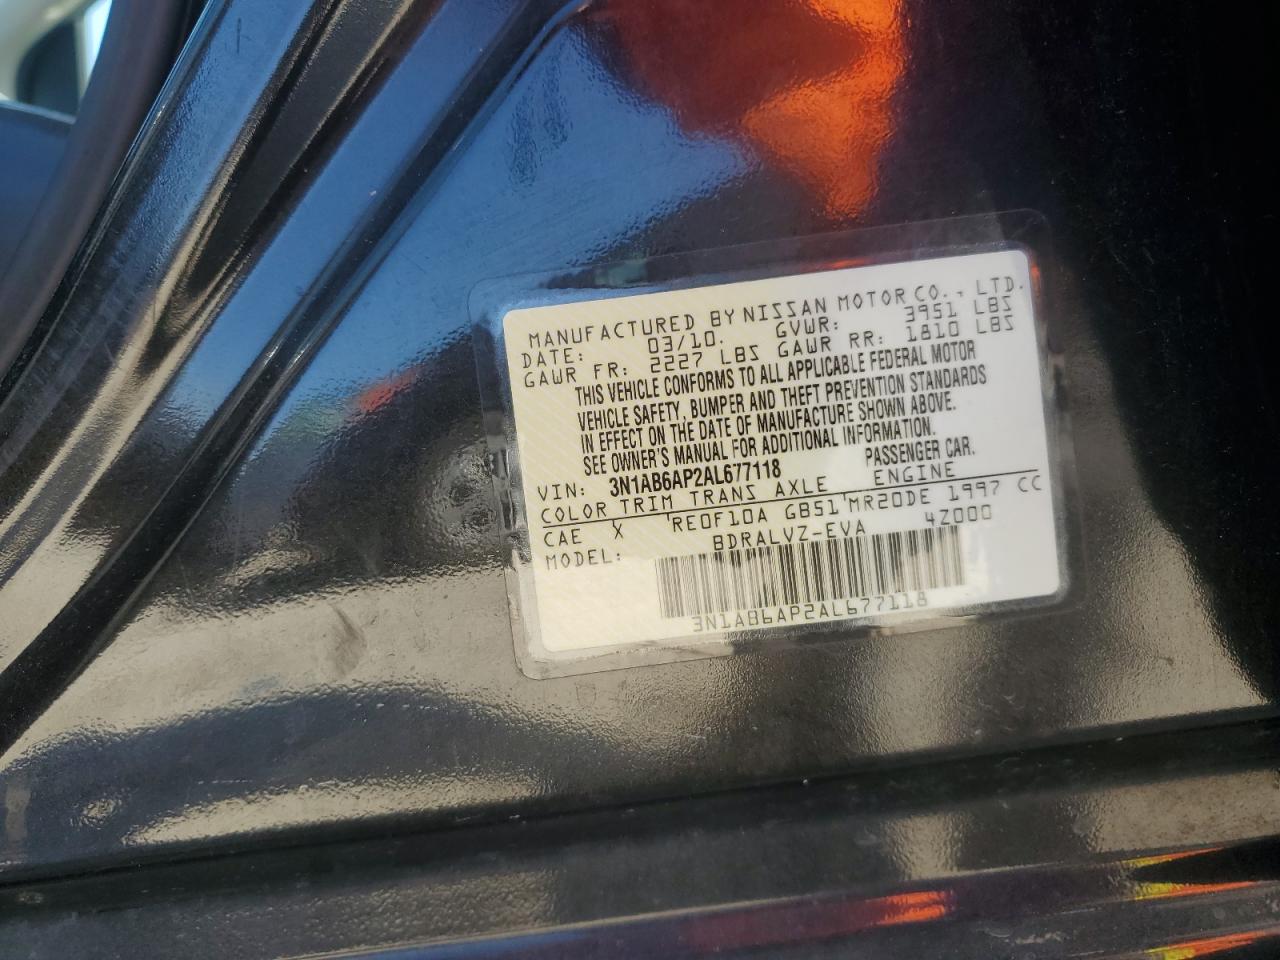 MANUFACTURED BY NISSAN MOTOR CO., LTD.
DATE: 03/10. GVWR: 3951 LBS
GAWR FR: 2227 LBS GAWR RR: 1810 LBS
THIS VEHICLE CONFORMS TO ALL APPLICABLE FEDERAL MOTOR
VEHICLE SAFETY, BUMPER AND THEFT PREVENTION STANDARDS
IN EFFECT ON THE DATE OF MANUFACTURE SHOWN ABOVE.
SEE OWNER'S MANUAL FOR ADDITIONAL INFORMATION.
VIN: 3N1AB6AP2AL677118 PASSENGER CAR.
COLOR TRIM TRANS AXLE ENGINE
CAE X RE0F10A GB51 MR20DE 1997 CC
MODEL: BDRALVZ-EVA 4Z000
3N1AB6AP2AL677118